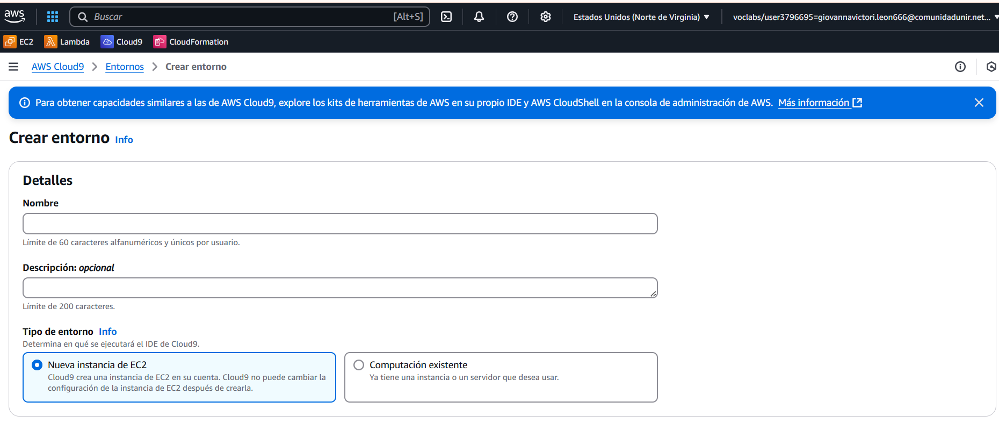 aws
Buscar
[Alt+S]
Estados Unidos (Norte de Virginia)
voclabs/user3796695=giovannavictori.leon666@comunidadunir.net...
EC2
Lambda
Cloud9
CloudFormation
AWS Cloud9
Entornos
Crear entorno
Para obtener capacidades similares a las de AWS Cloud9, explore los kits de herramientas de AWS en su propio IDE y AWS CloudShell en la consola de administración de AWS. Más información
Crear entorno Info
Detalles
Nombre
Límite de 60 caracteres alfanuméricos y únicos por usuario.
Descripción: opcional
Límite de 200 caracteres.
Tipo de entorno Info
Determina en qué se ejecutará el IDE de Cloud9.
Nueva instancia de EC2
Cloud9 crea una instancia de EC2 en su cuenta. Cloud9 no puede cambiar la
configuración de la instancia de EC2 después de crearla.
Computación existente
Ya tiene una instancia o un servidor que desea usar.